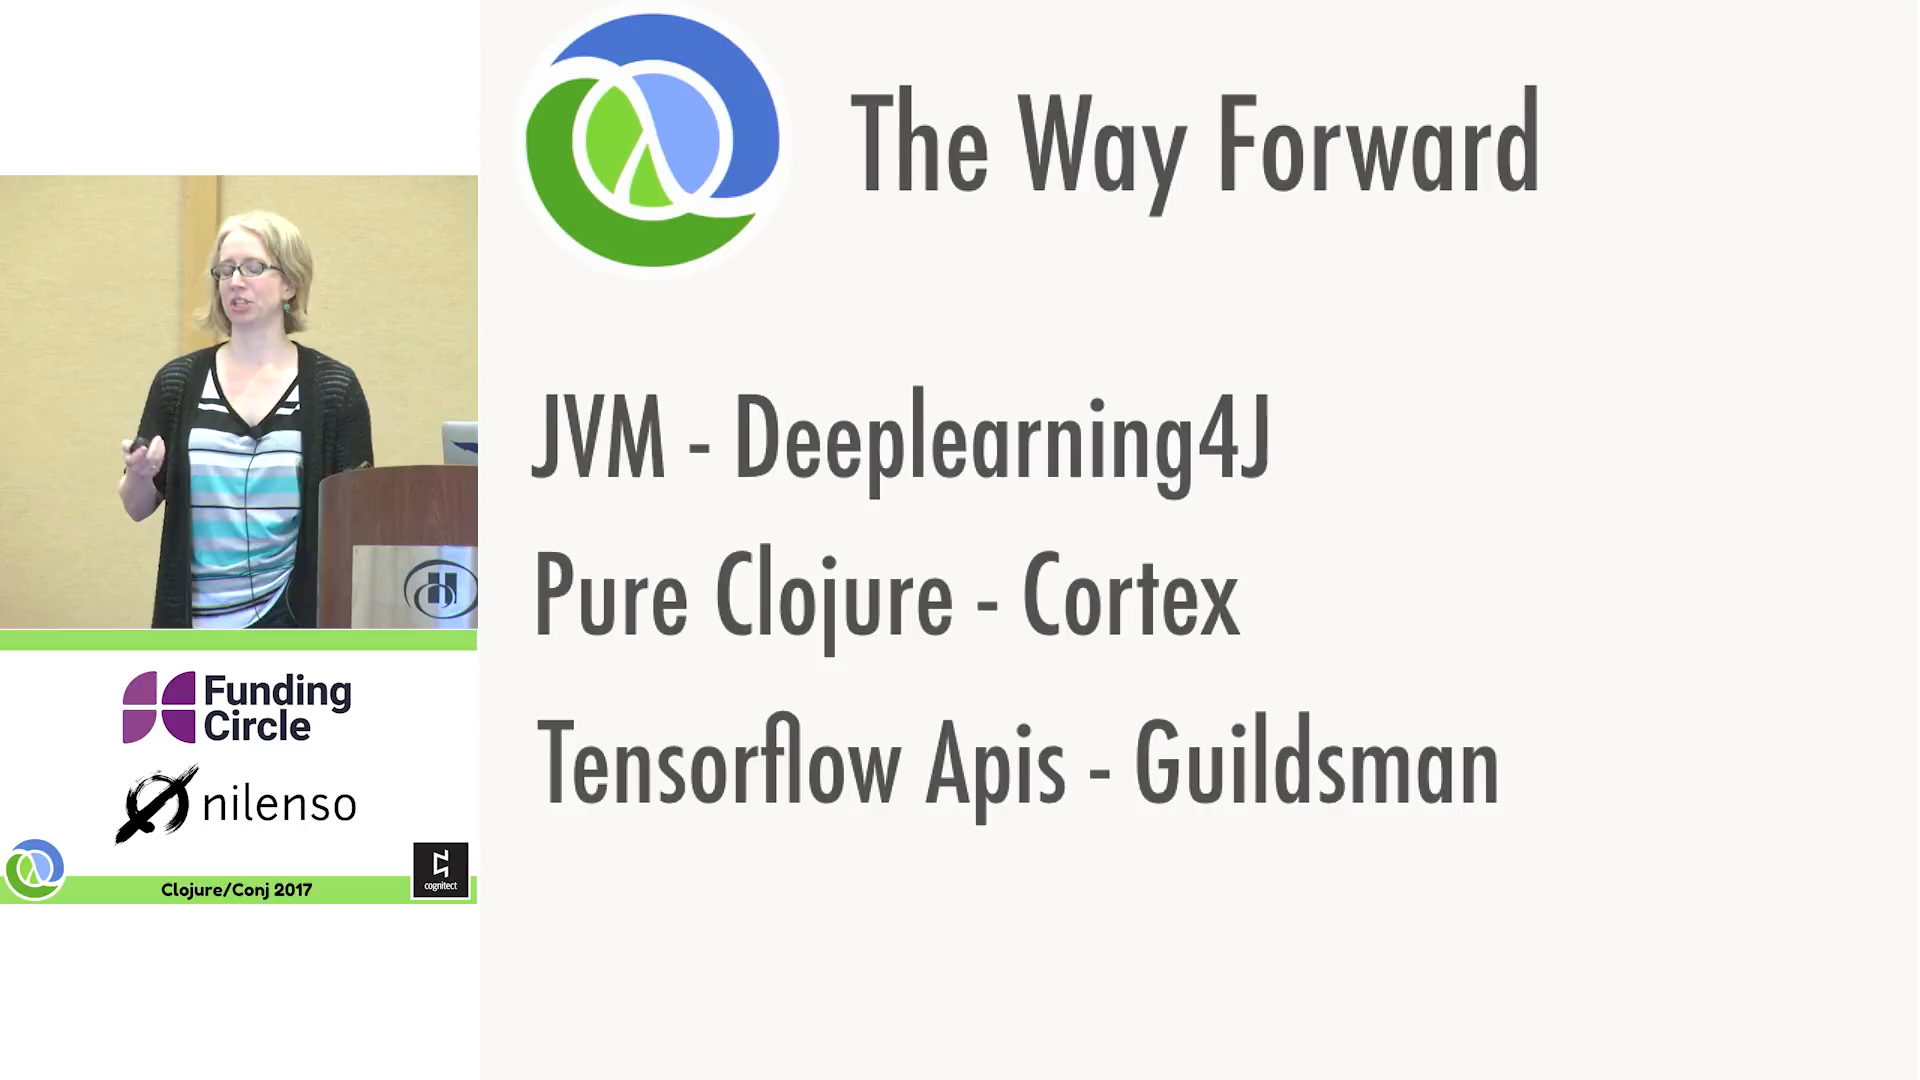 The Way Forward
JVM - Deeplearning4J
Pure Clojure - Cortex
Tensorflow Apis - Guildsman
Funding
Circle
nilenso
Clojure/Conj 2017
cognitect